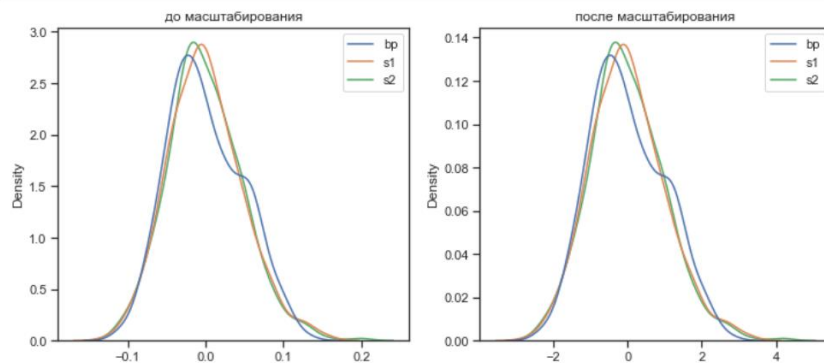 до масштабирования
Density
3.0
2.5
2.0
1.5
1.0
0.5
0.0
-0.1
0.0
0.1
0.2
bp
s1
s2
после масштабирования
Density
0.14
0.12
0.10
0.08
0.06
0.04
0.02
0.00
-2
0
2
4
bp
s1
s2